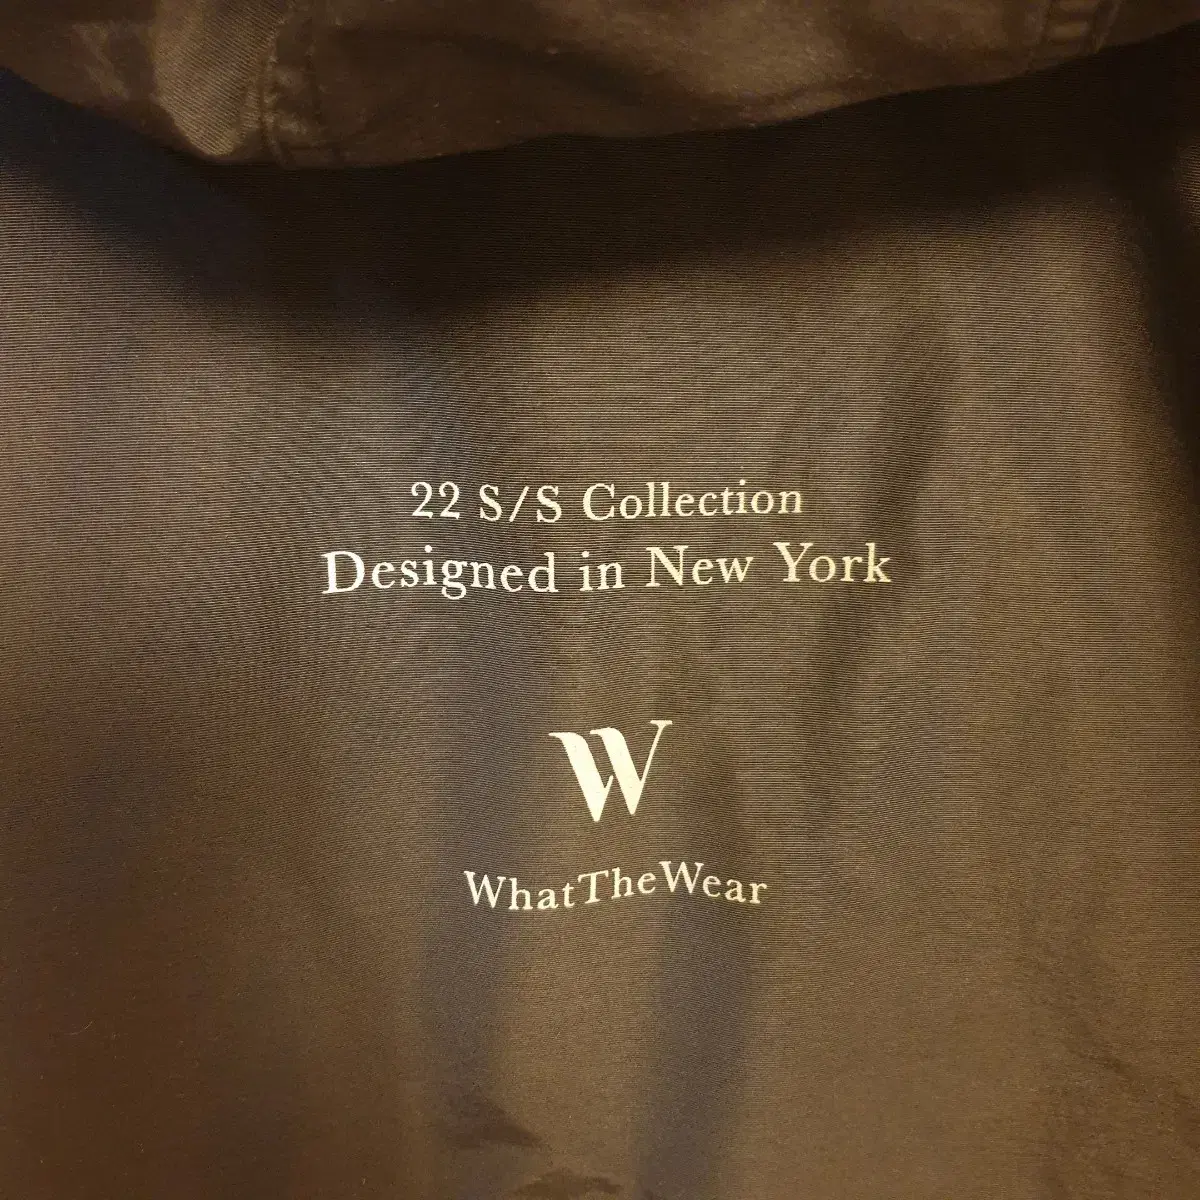 22 S/S Collection
Designed in New York
W
WhatTheWear